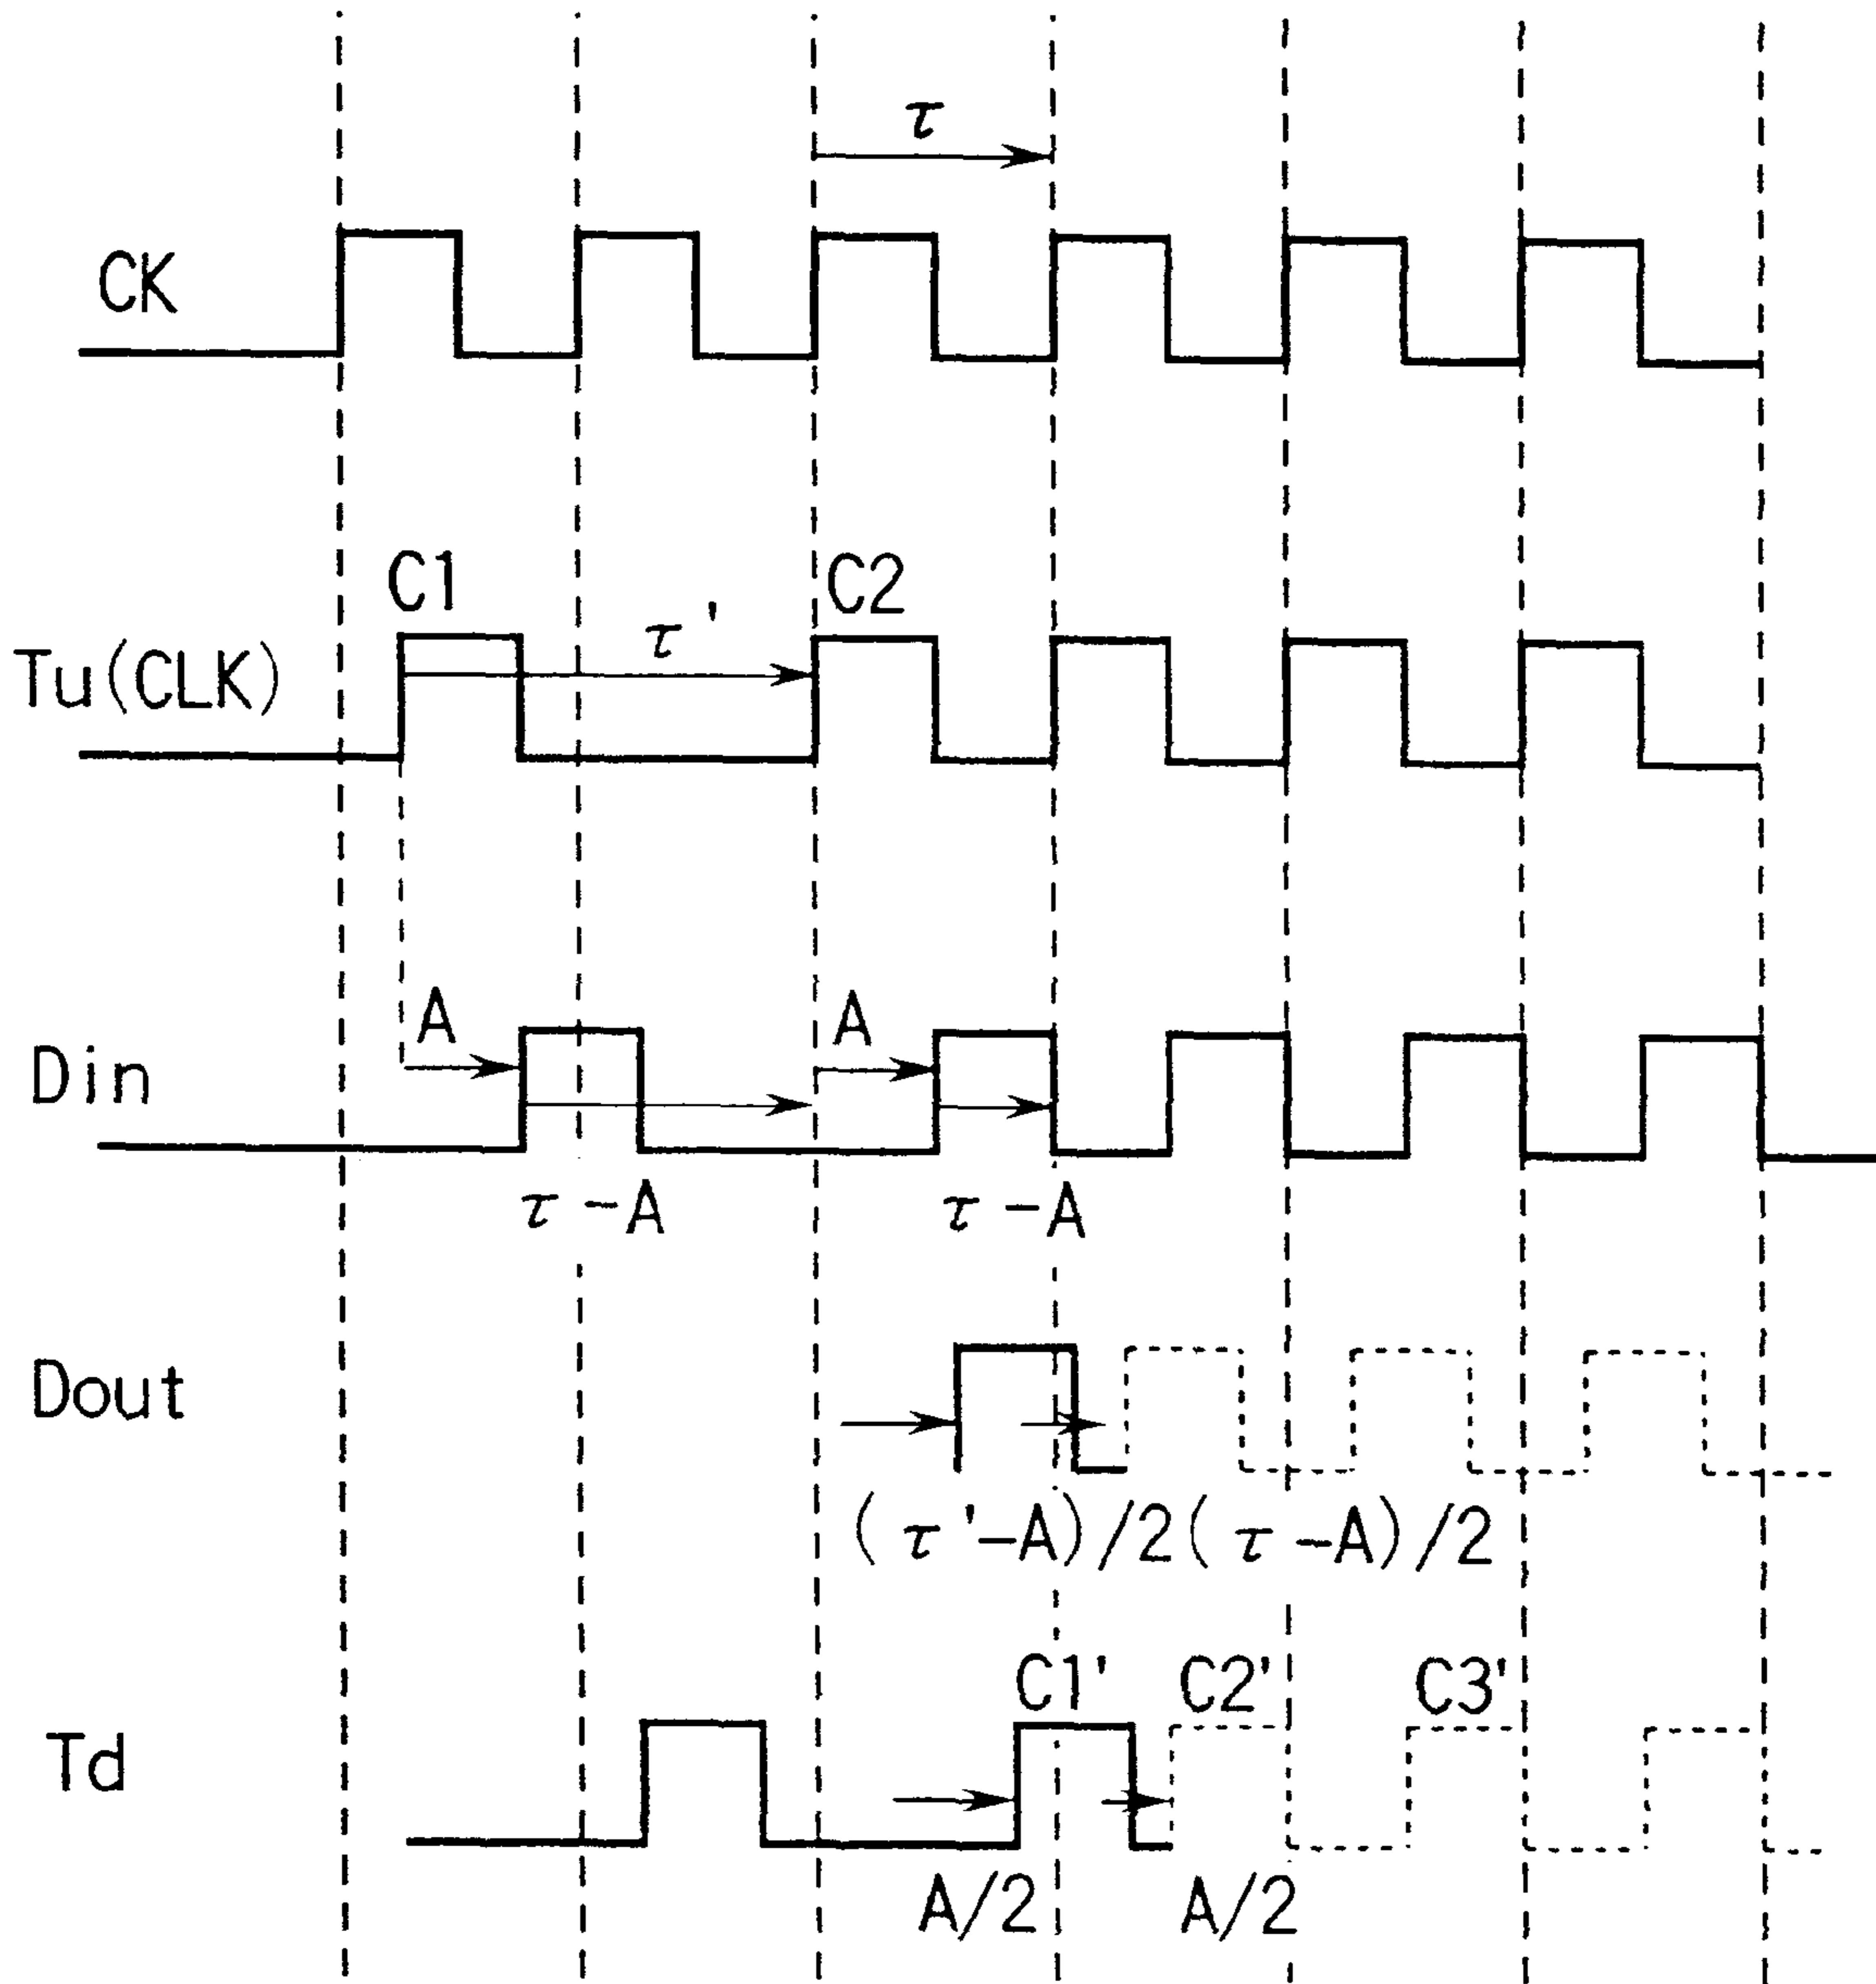 τ
CK
C1
C2
τ'
Tu(CLK)
A
A
Din
τ-A
τ-A
Dout
(τ'-A)/2(τ-A)/2
C1'
C2'
C3'
Td
A/2
A/2